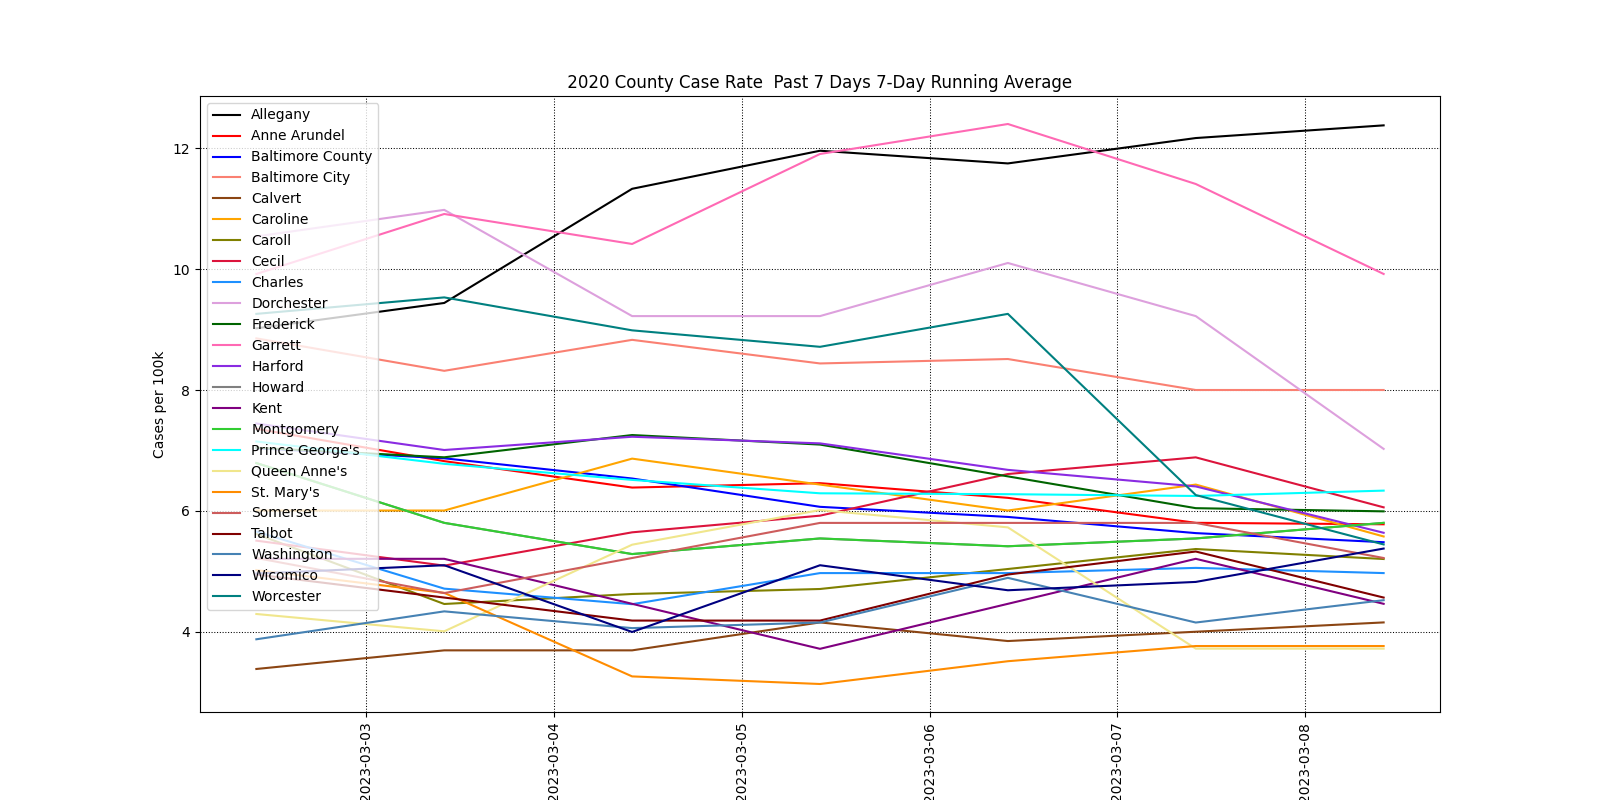 2020 County Case Rate  Past 7 Days 7-Day Running Average
Allegany
Anne Arundel
Baltimore County
Baltimore City
Calvert
Caroline
Caroll
Cecil
Charles
Dorchester
Frederick
Garrett
Harford
Howard
Kent
Montgomery
Prince George's
Queen Anne's
St. Mary's
Somerset
Talbot
Washington
Wicomico
Worcester
Cases per 100k
12
10
8
6
4
2023-03-03
2023-03-04
2023-03-05
2023-03-06
2023-03-07
2023-03-08